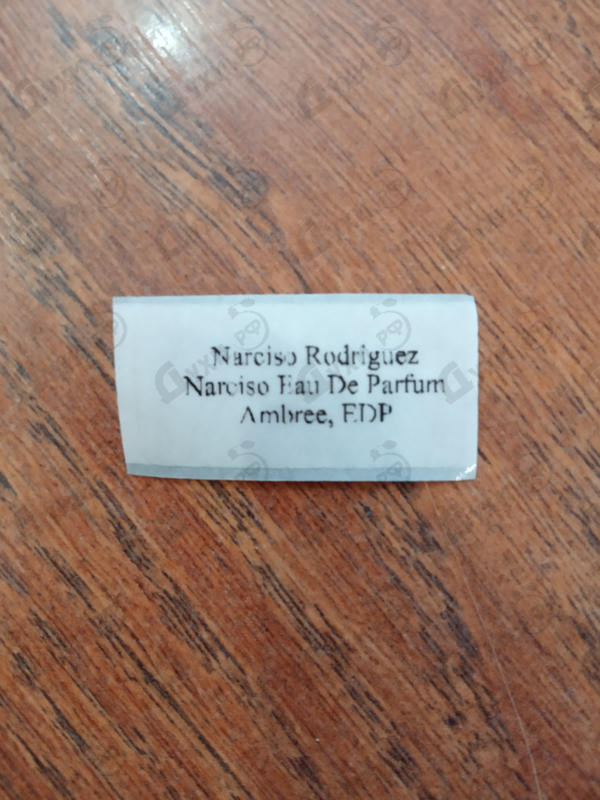 Narciso Rodriguez
Narciso Eau De Parfum
Ambree, EDP